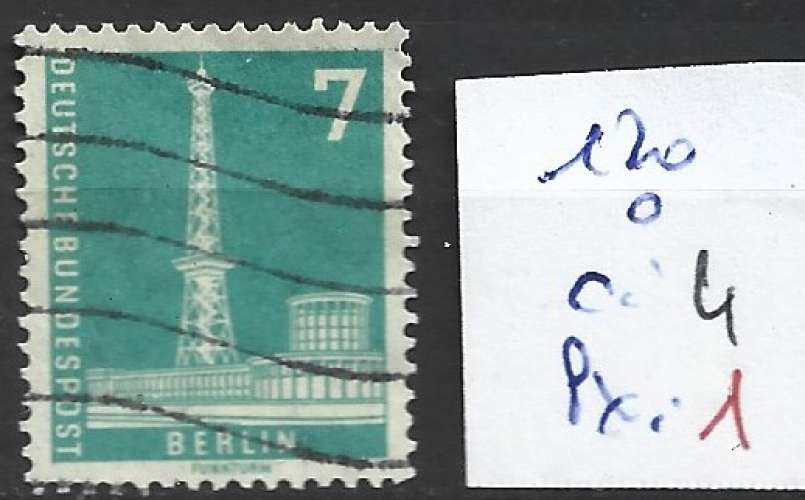 DEUTSCHE BUNDESPOST
7
BERLIN
FUNKTURM
120
o
C: 4
Px: 1